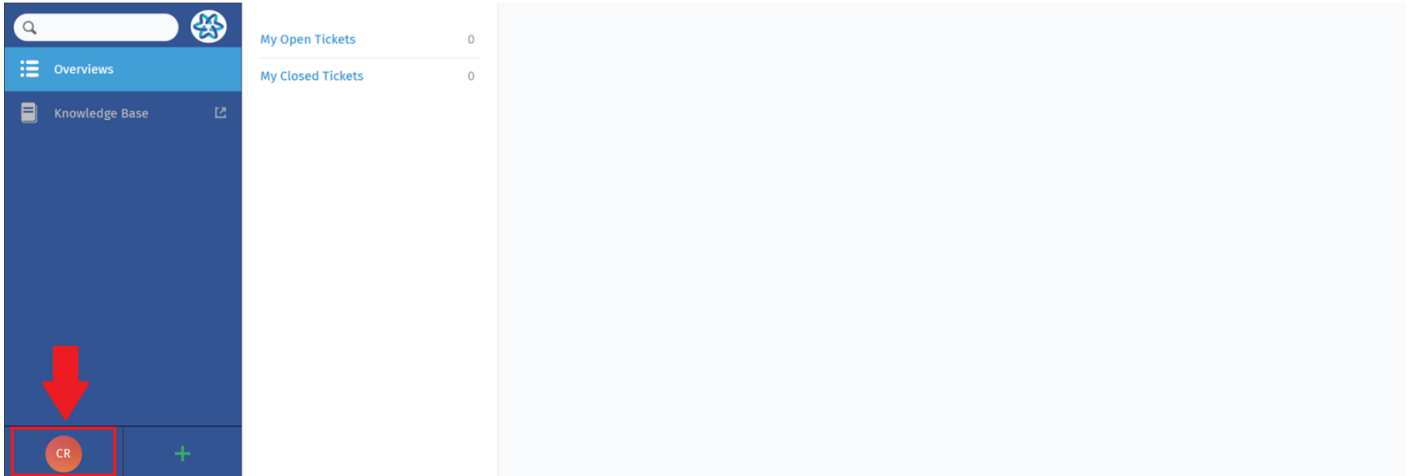 My Open Tickets 0
Overviews
My Closed Tickets 0
Knowledge Base
CR